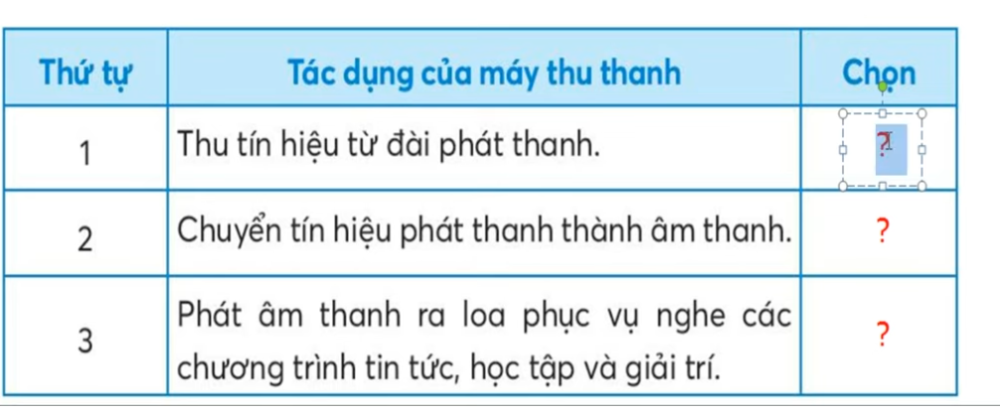 Thứ tự Tác dụng của máy thu thanh Chọn
1 Thu tín hiệu từ đài phát thanh. ?
2 Chuyển tín hiệu phát thanh thành âm thanh. ?
3 Phát âm thanh ra loa phục vụ nghe các ?
chương trình tin tức, học tập và giải trí.